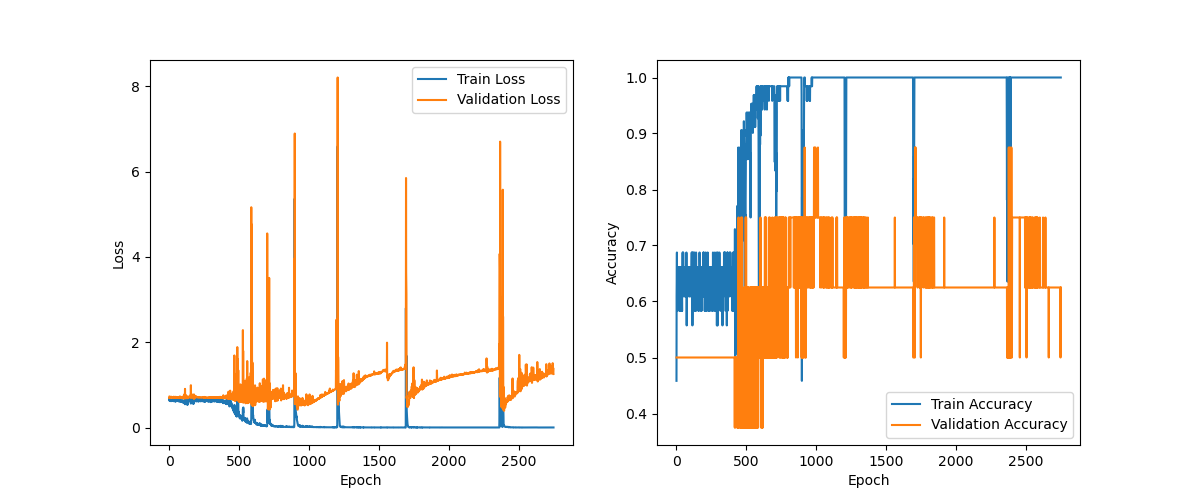 Train Loss
Validation Loss
8
6
4
2
0
Loss
0 500 1000 1500 2000 2500
Epoch
1.0
0.9
0.8
0.7
0.6
0.5
0.4
Accuracy
Train Accuracy
Validation Accuracy
0 500 1000 1500 2000 2500
Epoch